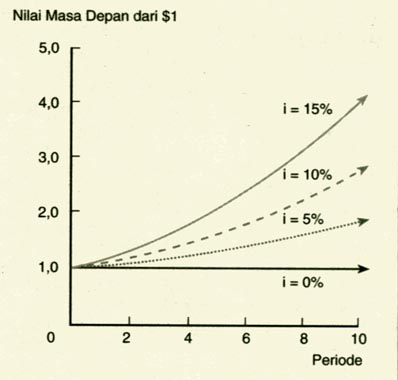 Nilai Masa Depan dari $1
5,0
4,0
i = 15%
3,0
i = 10%
2,0
i = 5%
1,0
i = 0%
0 2 4 6 8 10
Periode